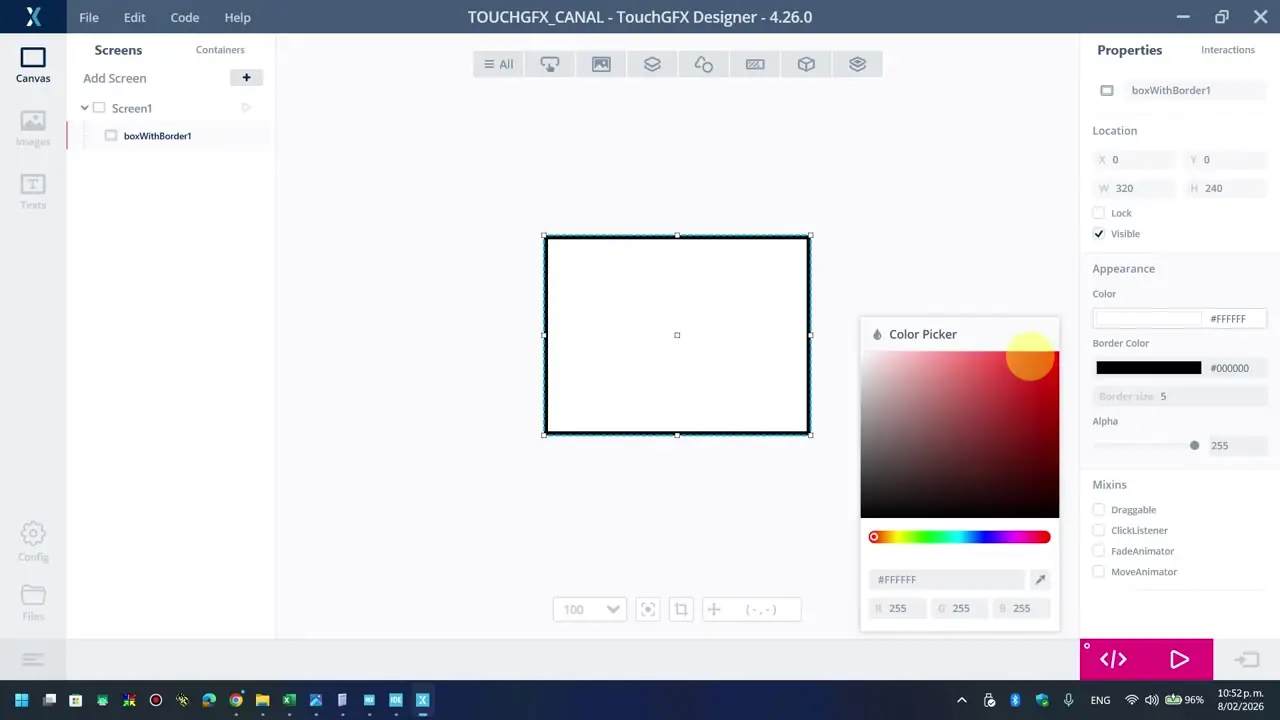 File Edit Code Help
TOUCHGFX_CANAL - TouchGFX Designer - 4.26.0
Canvas
Images
Texts
Config
Files
Screens Containers
Add Screen +
Screen1
boxWithBorder1
All
100
(-,-)
Color Picker
#FFFFFF
R 255 G 255 B 255
Properties Interactions
boxWithBorder1
Location
X 0 Y 0
W 320 H 240
Lock
Visible
Appearance
Color
#FFFFFF
Border Color
#000000
Border size 5
Alpha
255
Mixins
Draggable
ClickListener
FadeAnimator
MoveAnimator
MX IDE X
ENG 96% 10:52 p.m.
8/02/2026